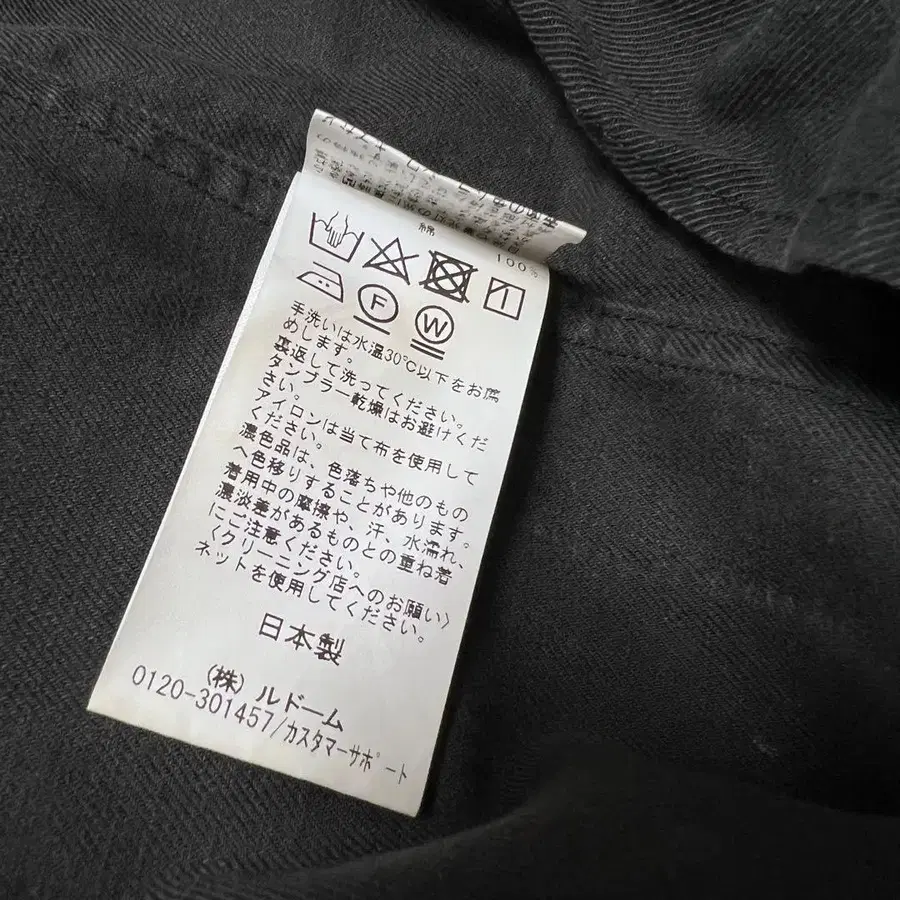 綿
100%
F
W
手洗いは水温30℃以下をお薦
めします。
裏返して洗ってください。
タンブラー乾燥はお避けくだ
さい。
アイロンは当て布を使用して
ください。
濃色品は、色落ちや他のもの
へ色移りすることがあります。
着用中の摩擦や、汗、水濡れ、
濃淡差があるものとの重ね着
にご注意ください。
〈クリーニング店へのお願い〉
ネットを使用してください。
日本製
(株)ルドーム
0120-301457/カスタマーサポート